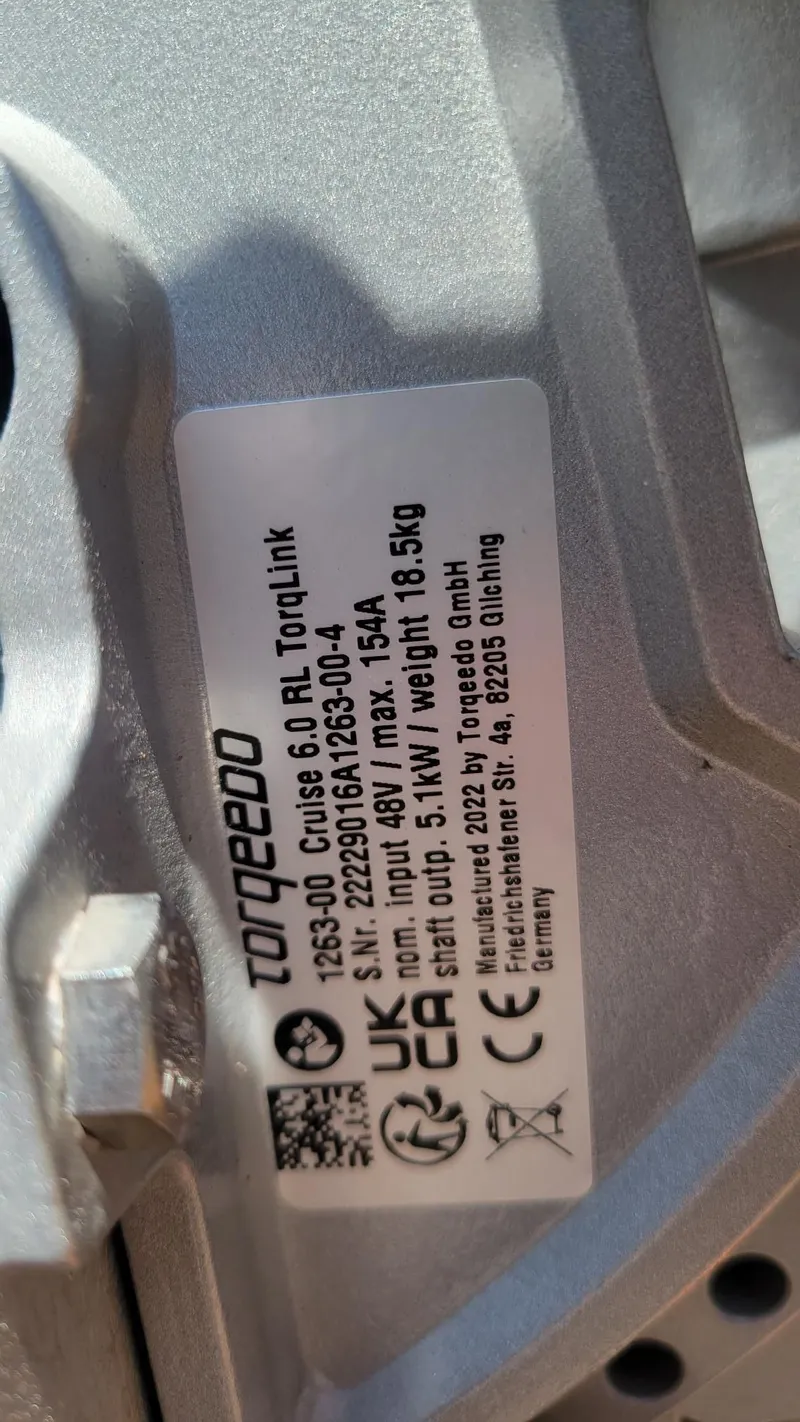 Torqeedo
1263-00 Cruise 6.0 RL TorqLink
S.Nr. 22229016A1263-00-4
nom. input 48V / max. 154A
shaft outp. 5.1kW / weight 18.5kg
Manufactured 2022 by Torqeedo GmbH
Friedrichshafener Str. 4a, 82205 Gilching
Germany
UK
CA
CE